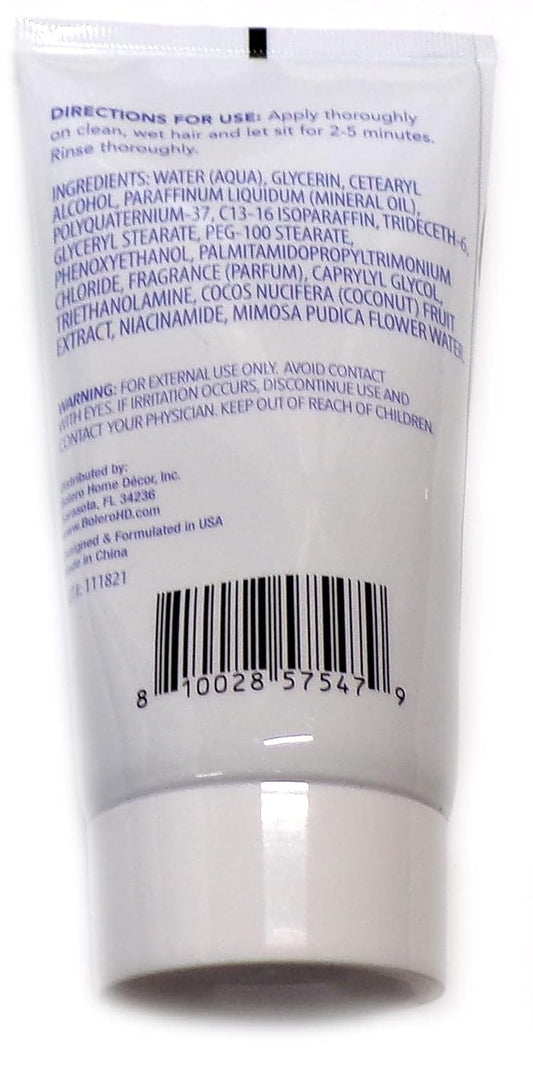 DIRECTIONS FOR USE: Apply thoroughly
on clean, wet hair and let sit for 2-5 minutes.
Rinse thoroughly.
INGREDIENTS: WATER (AQUA), GLYCERIN, CETEARYL
ALCOHOL, PARAFFINUM LIQUIDUM (MINERAL OIL),
POLYQUATERNIUM-37, C13-16 ISOPARAFFIN, TRIDECETH-6,
GLYCERYL STEARATE, PEG-100 STEARATE,
PHENOXYETHANOL, PALMITAMIDOPROPYLTRIMONIUM
CHLORIDE, FRAGRANCE (PARFUM), CAPRYLYL GLYCOL,
TRIETHANOLAMINE, COCOS NUCIFERA (COCONUT) FRUIT
EXTRACT, NIACINAMIDE, MIMOSA PUDICA FLOWER WATER.
WARNING: FOR EXTERNAL USE ONLY. AVOID CONTACT
WITH EYES. IF IRRITATION OCCURS, DISCONTINUE USE AND
CONTACT YOUR PHYSICIAN. KEEP OUT OF REACH OF CHILDREN.
Distributed by:
Bolero Home Décor, Inc.
Sarasota, FL 34236
www.BoleroHD.com
Designed & Formulated in USA
Made in China
111821
8 10028 57547 9